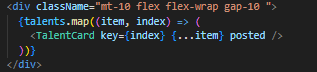 <div className="mt-10 flex flex-wrap gap-10 ">
{talents.map((item, index) => (
<TalentCard key={index} {...item} posted />
))}
</div>